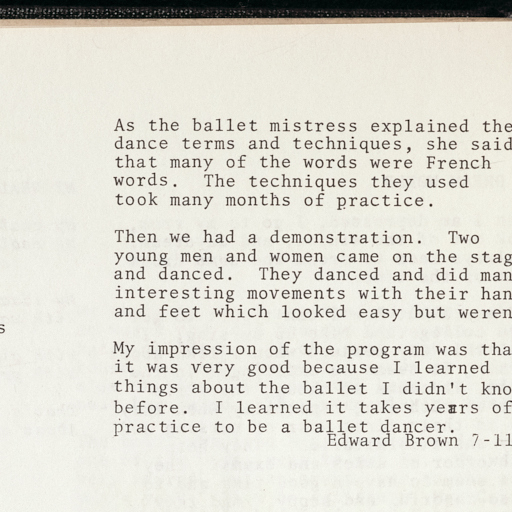 As the ballet mistress explained the
dance terms and techniques, she said
that many of the words were French
words. The techniques they used
took many months of practice.
Then we had a demonstration. Two
young men and women came on the stag
and danced. They danced and did man
interesting movements with their han
and feet which looked easy but weren
s
My impression of the program was tha
it was very good because I learned
things about the ballet I didn't kno
before. I learned it takes years of
practice to be a ballet dancer.
Edward Brown 7-11